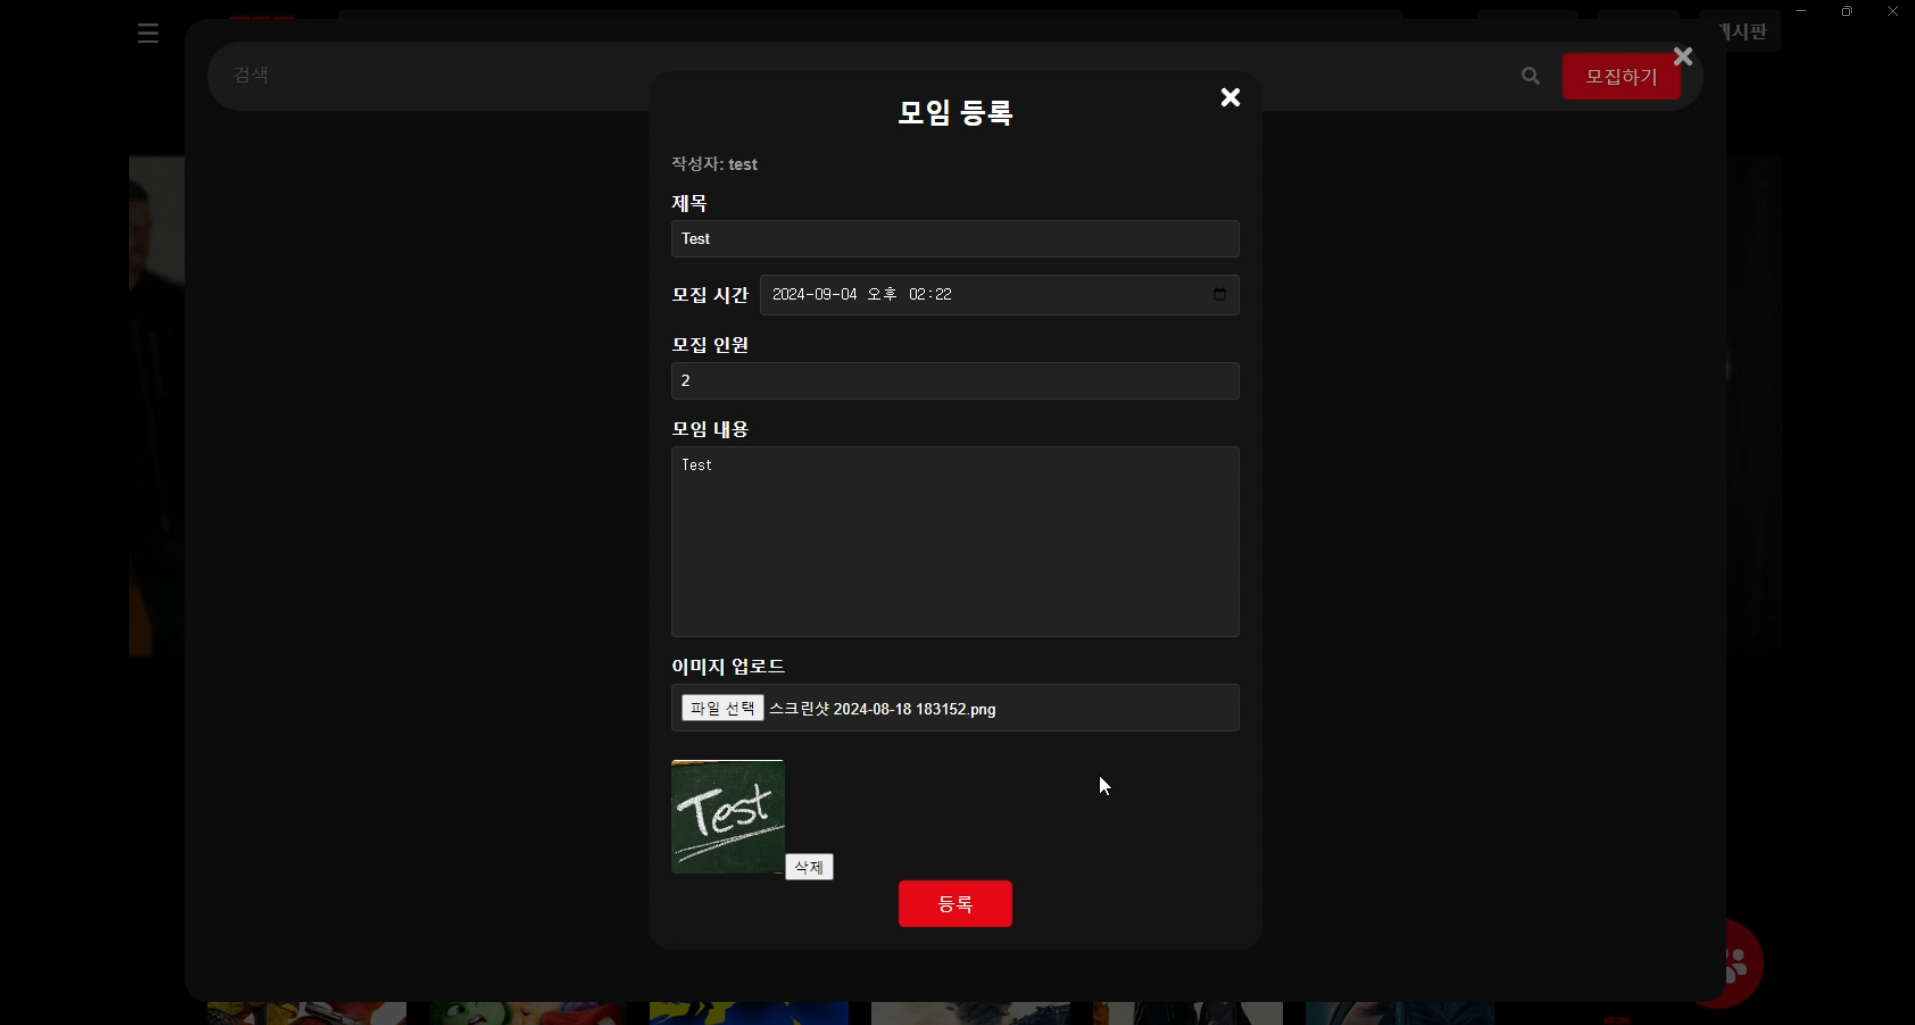 검색
모집하기
모임 등록
작성자: test
제목
Test
모집 시간
2024-09-04 오후 02:22
모집 인원
2
모임 내용
Test
이미지 업로드
파일 선택 스크린샷 2024-08-18 183152.png
Test
삭제
등록